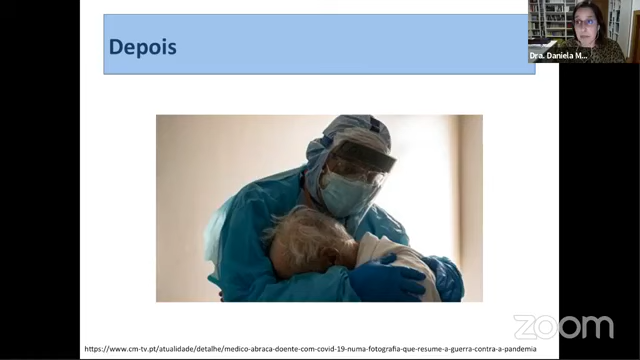 Depois
Dra. Daniela M...
zoom
https://www.cm-tv.pt/atualidade/detalhe/medico-abraca-doente-com-covid-19-numa-fotografia-que-resume-a-guerra-contra-a-pandemia